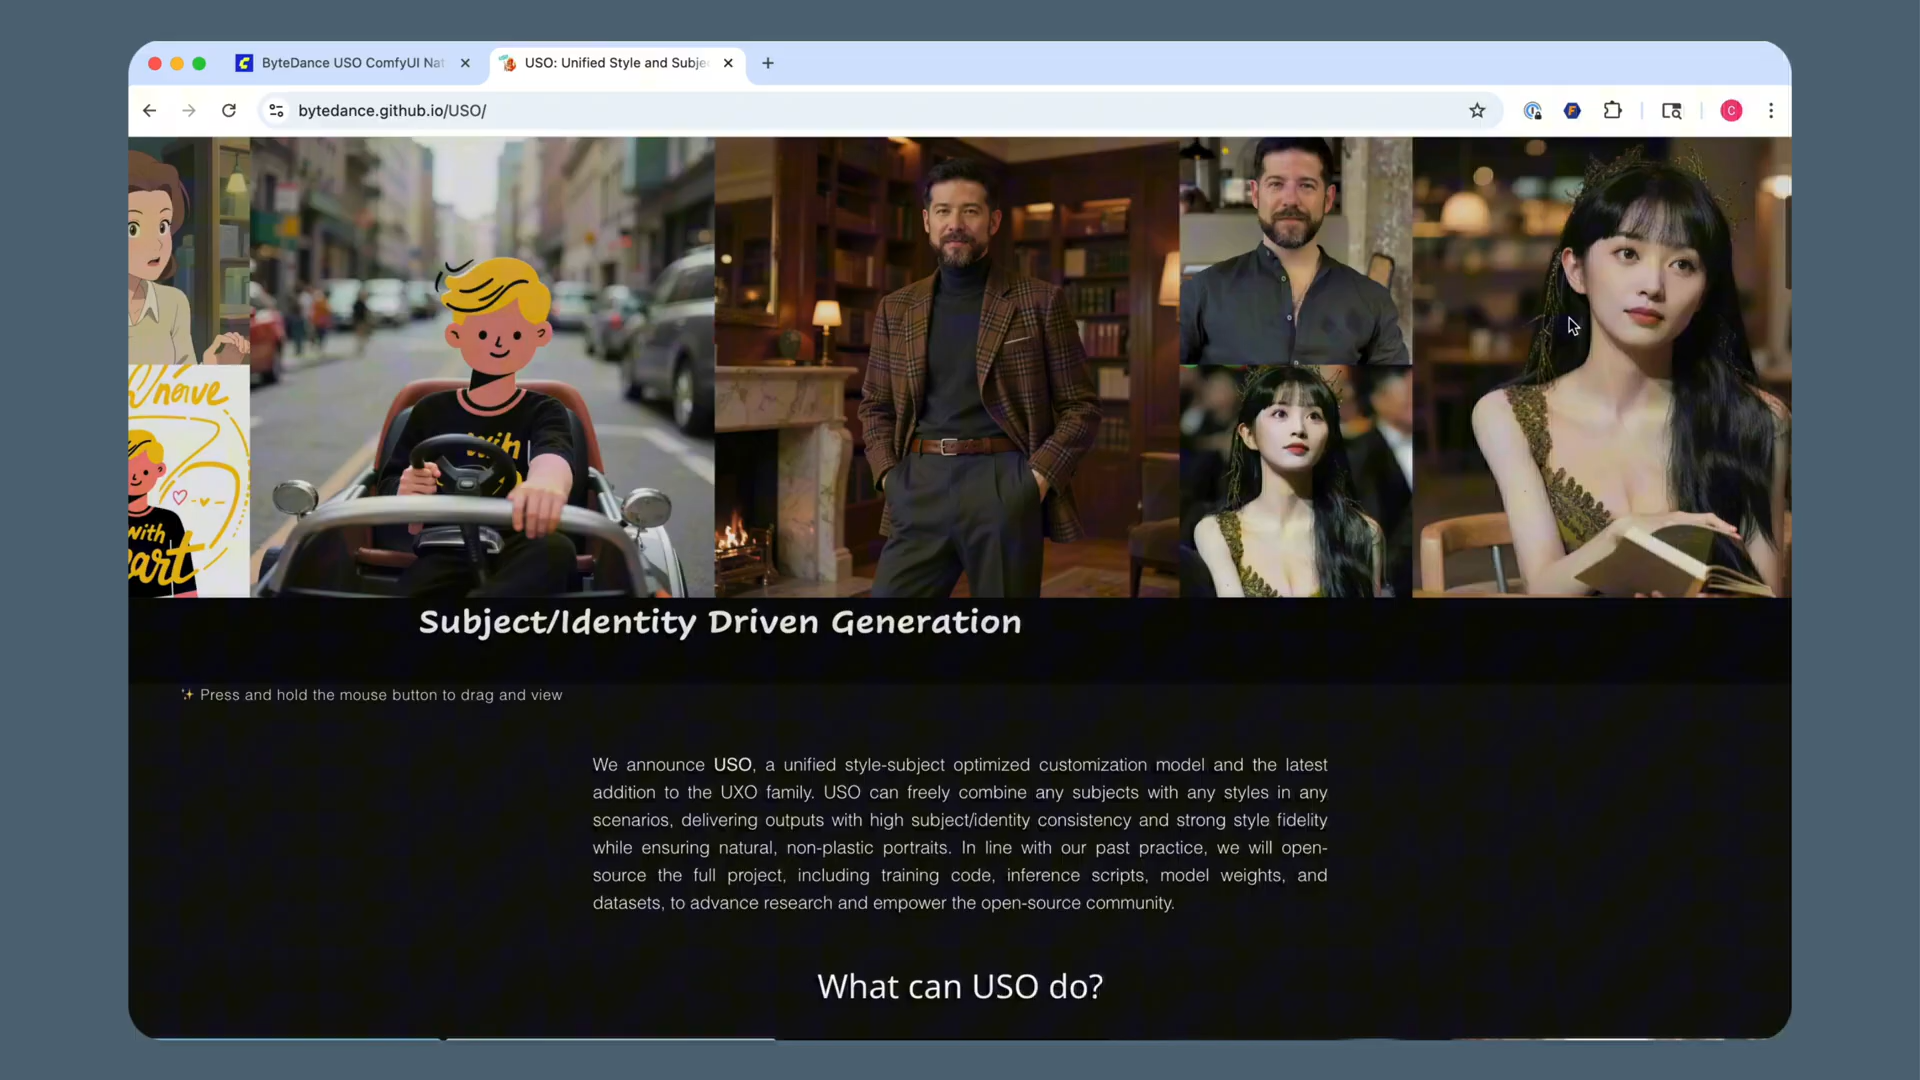 ByteDance USO ComfyUI Nat
USO: Unified Style and Subje
bytedance.github.io/USO/
C
With
art
Subject/Identity Driven Generation
Press and hold the mouse button to drag and view
We announce USO, a unified style-subject optimized customization model and the latest
addition to the UXO family. USO can freely combine any subjects with any styles in any
scenarios, delivering outputs with high subject/identity consistency and strong style fidelity
while ensuring natural, non-plastic portraits. In line with our past practice, we will open-
source the full project, including training code, inference scripts, model weights, and
datasets, to advance research and empower the open-source community.
What can USO do?